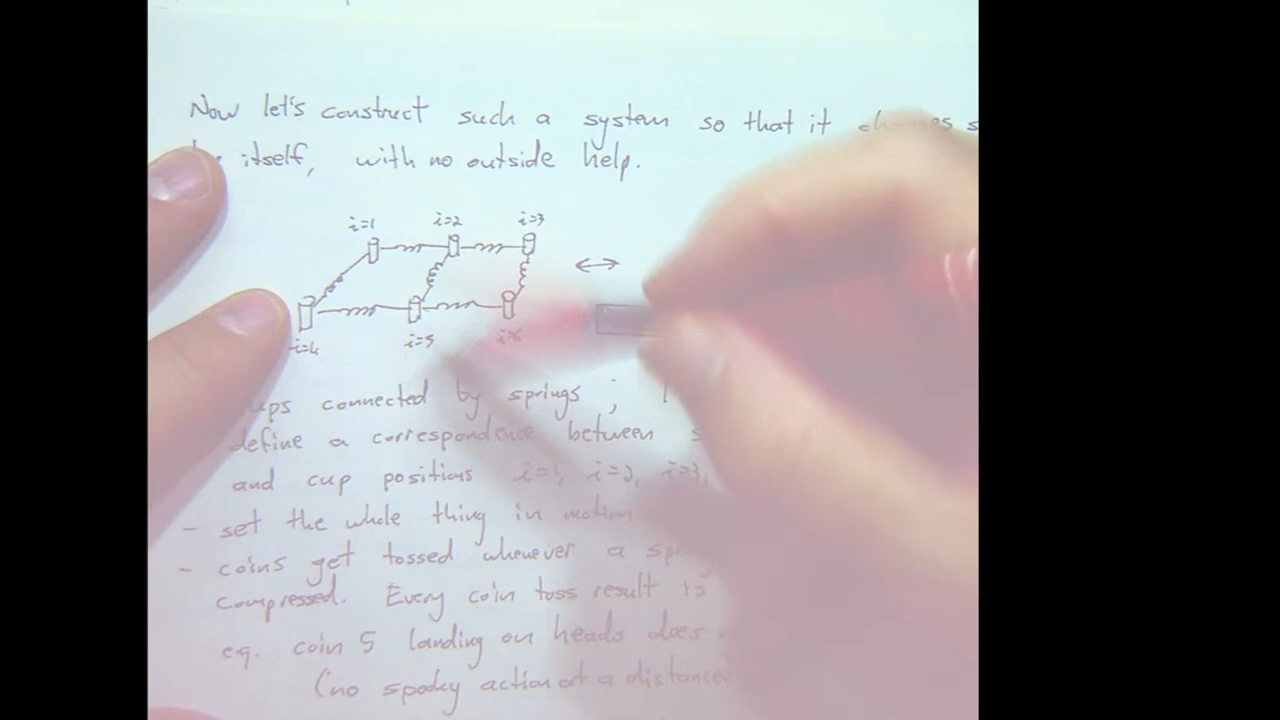 Now let's construct such a system so that it changes s
itself, with no outside help.
i=1 i=2 i=3
i=4 i=5 i=6
connected by springs ;
define a correspondence between
and cup positions i=1, i=2, i=3,
- set the whole thing in motion
- coins get tossed whenever a
compressed. Every coin toss result is
eg. coin 5 landing on heads does
(no spooky action at a distance